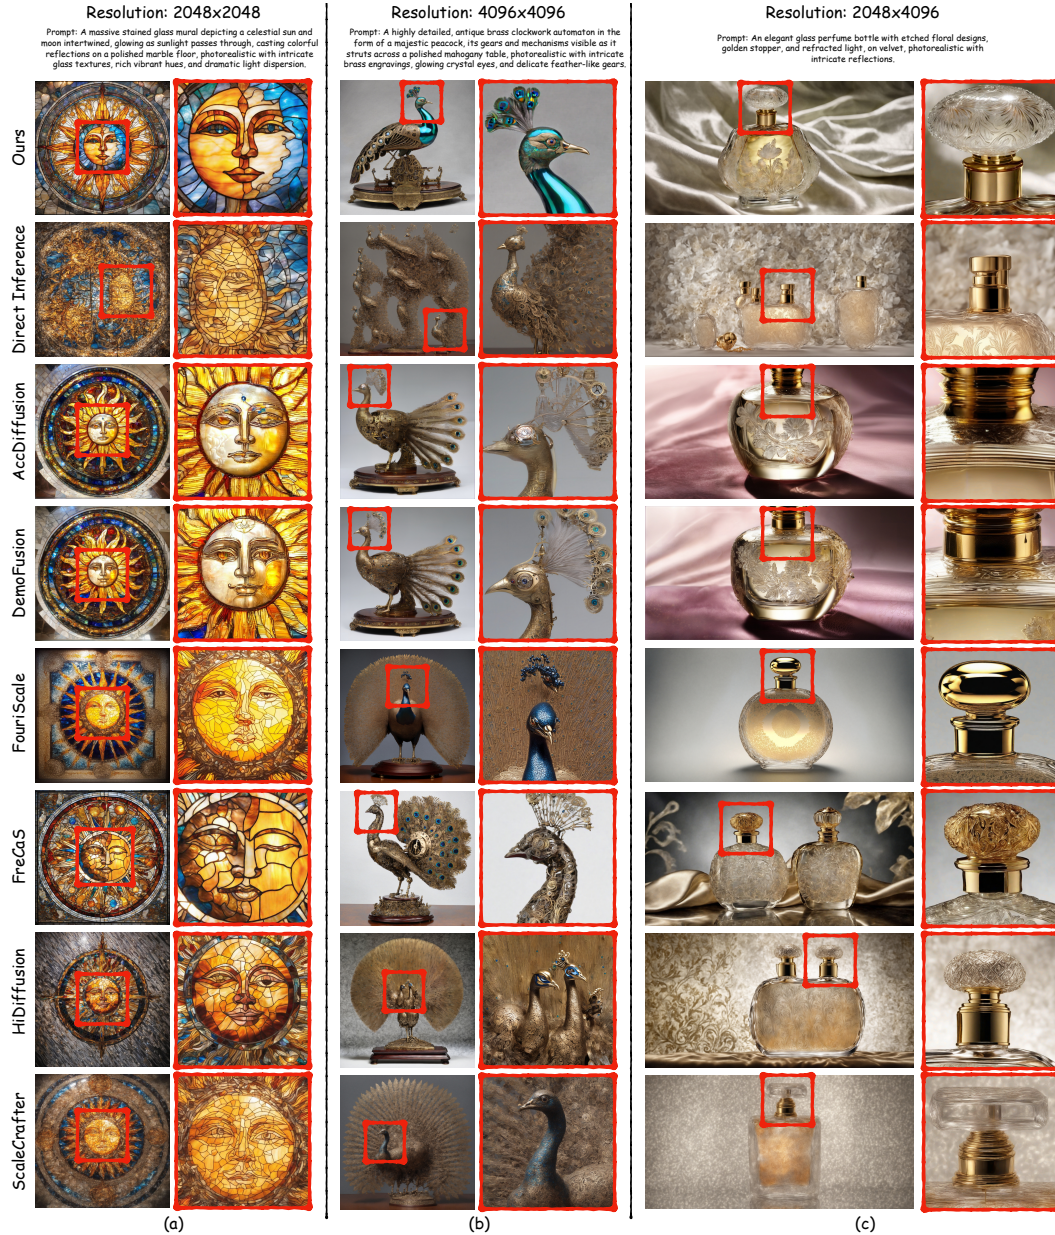 Resolution: 2048x2048
Prompt: A massive stained glass mural depicting a celestial sun and
moon intertwined, glowing as sunlight passes through, casting colorful
reflections on a polished marble floor, photorealistic with intricate
glass textures, rich vibrant hues, and dramatic light dispersion.
Resolution: 4096x4096
Prompt: A highly detailed, antique brass clockwork automaton in the
form of a majestic peacock, its gears and mechanisms visible as it
struts across a polished mahogany table, photorealistic with intricate
brass engravings, glowing crystal eyes, and delicate feather-like gears.
Resolution: 2048x4096
Prompt: An elegant glass perfume bottle with etched floral designs,
golden stopper, and refracted light, on velvet, photorealistic with
intricate reflections.
Ours
Direct Inference
AccDiffusion
DemoFusion
FouriScale
FreCaS
HiDiffusion
ScaleCrafter
(a)
(b)
(c)